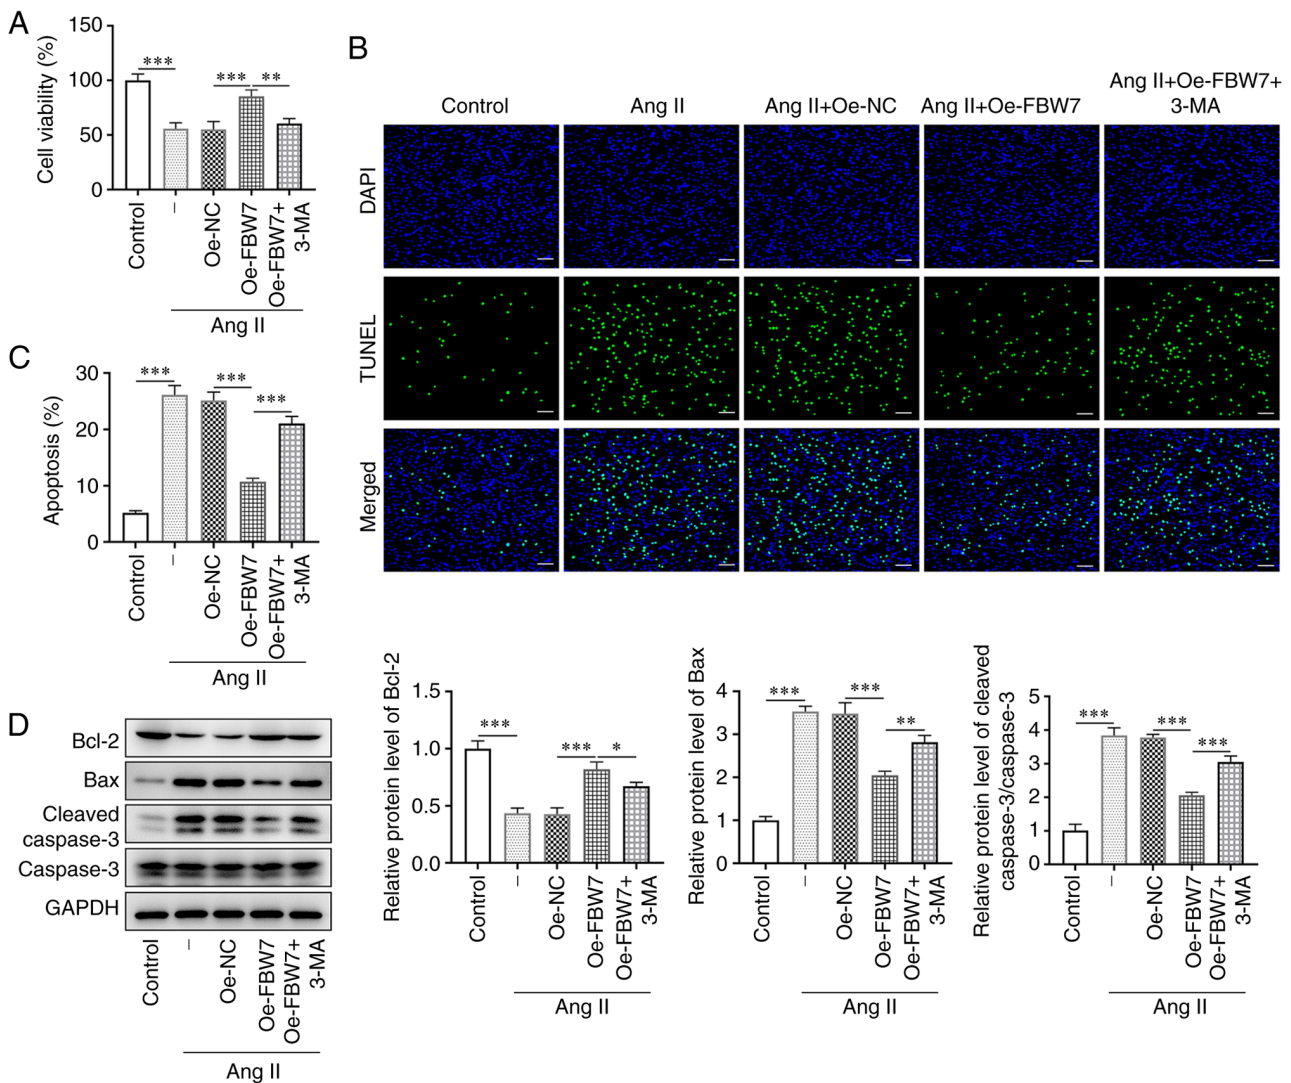 A
Cell viability (%)
150
100
50
0
***
***
**
Control
–
Oe-NC
Oe-FBW7
Oe-FBW7+
3-MA
Ang II
B
Control
Ang II
Ang II+Oe-NC
Ang II+Oe-FBW7
Ang II+Oe-FBW7+
3-MA
DAPI
TUNEL
Merged
C
Apoptosis (%)
30
20
10
0
***
***
***
Control
–
Oe-NC
Oe-FBW7
Oe-FBW7+
3-MA
Ang II
D
Bcl-2
Bax
Cleaved
caspase-3
Caspase-3
GAPDH
Control
–
Oe-NC
Oe-FBW7
Oe-FBW7+
3-MA
Ang II
Relative protein level of Bcl-2
1.5
1.0
0.5
0.0
***
***
*
Control
–
Oe-NC
Oe-FBW7
Oe-FBW7+
3-MA
Ang II
Relative protein level of Bax
4
3
2
1
0
***
***
**
Control
–
Oe-NC
Oe-FBW7
Oe-FBW7+
3-MA
Ang II
Relative protein level of cleaved
caspase-3/caspase-3
5
4
3
2
1
0
***
***
***
Control
–
Oe-NC
Oe-FBW7
Oe-FBW7+
3-MA
Ang II